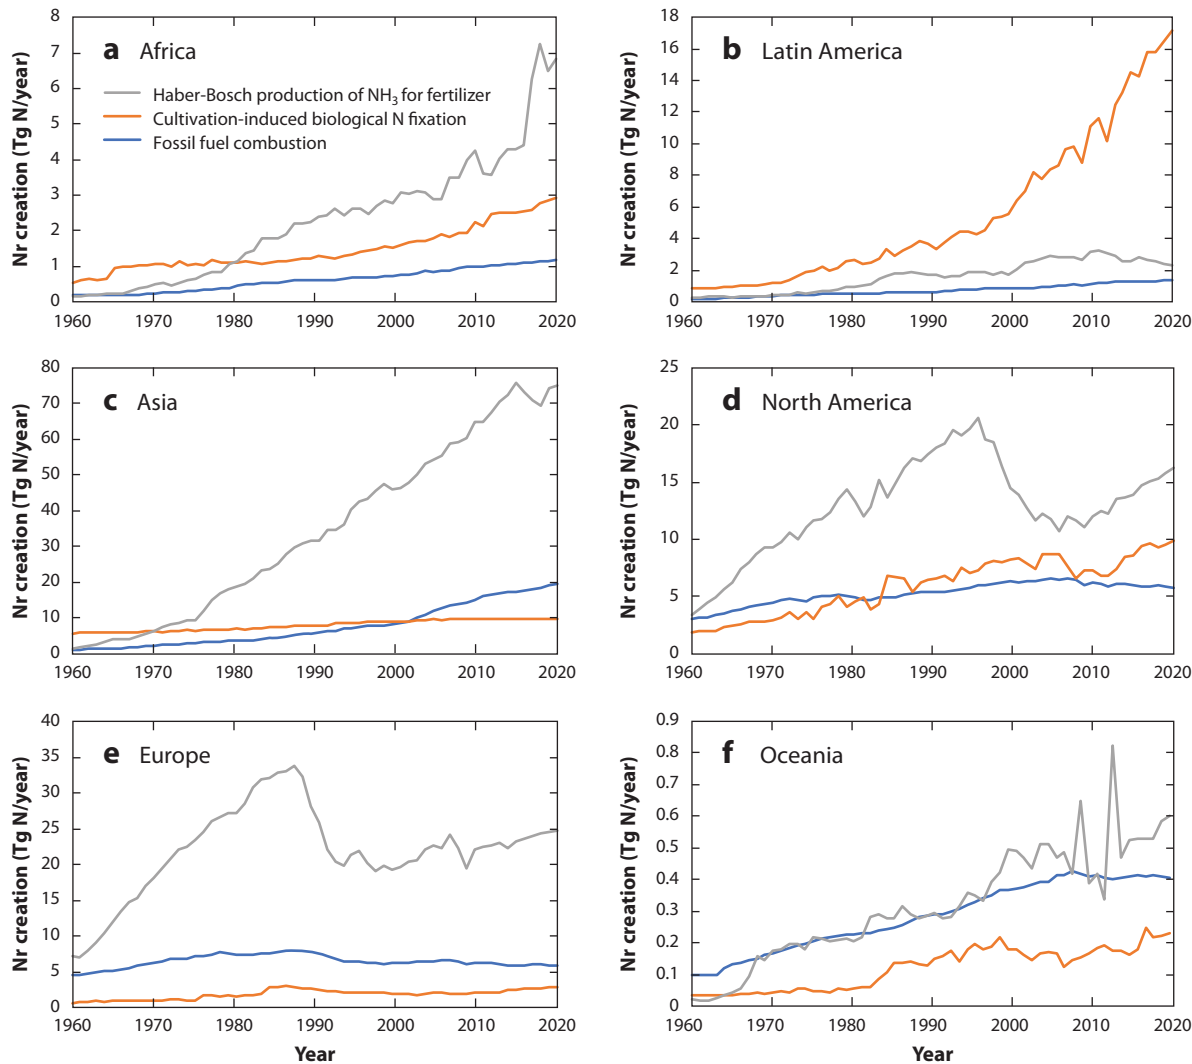 a Africa
Nr creation (Tg N/year)
8
7
6
5
4
3
2
1
0
Haber-Bosch production of NH₃ for fertilizer
Cultivation-induced biological N fixation
Fossil fuel combustion
1960 1970 1980 1990 2000 2010 2020
b Latin America
Nr creation (Tg N/year)
18
16
14
12
10
8
6
4
2
0
1960 1970 1980 1990 2000 2010 2020
c Asia
Nr creation (Tg N/year)
80
70
60
50
40
30
20
10
0
1960 1970 1980 1990 2000 2010 2020
d North America
Nr creation (Tg N/year)
25
20
15
10
5
0
1960 1970 1980 1990 2000 2010 2020
e Europe
Nr creation (Tg N/year)
40
35
30
25
20
15
10
5
0
1960 1970 1980 1990 2000 2010 2020
Year
f Oceania
Nr creation (Tg N/year)
0.9
0.8
0.7
0.6
0.5
0.4
0.3
0.2
0.1
0
1960 1970 1980 1990 2000 2010 2020
Year